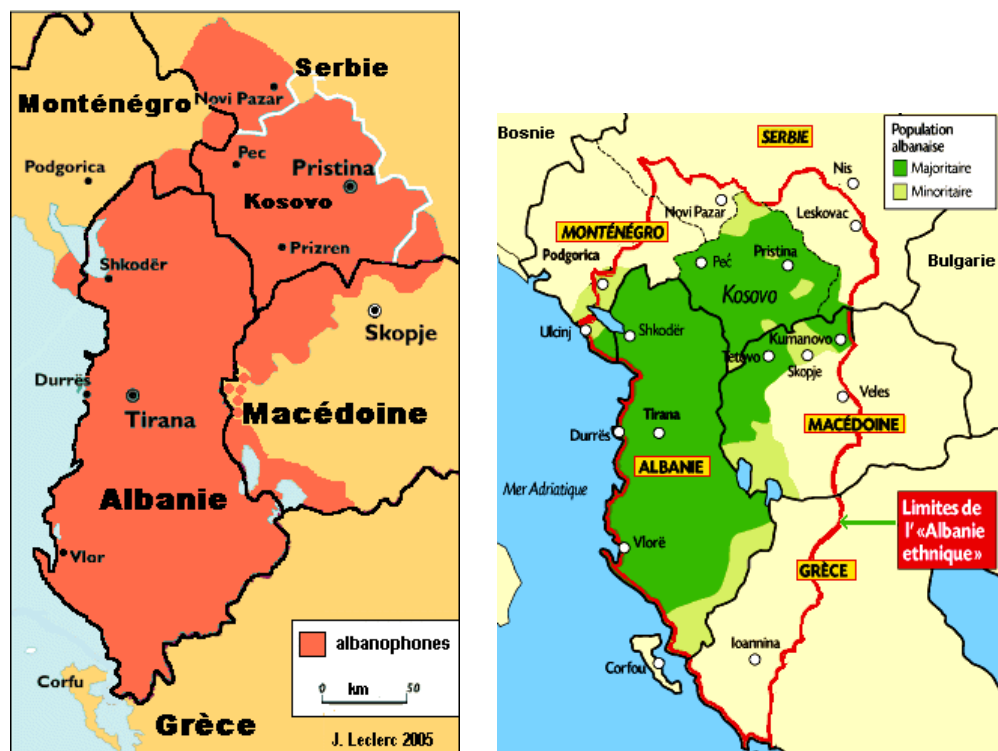 Serbie
Monténégro
Novi Pazar
Podgorica
Pec
Pristina
Kosovo
Prizren
Shkodër
Skopje
Durrës
Tirana
Macédoine
Albanie
Vlor
albanophones
0 km 50
Corfu
Grèce
J. Leclerc 2005
Bosnie
SERBIE
Population
albanaise
Majoritaire
Minoritaire
Nis
Novi Pazar
Leskovac
MONTÉNÉGRO
Podgorica
Peć
Pristina
Bulgarie
Kosovo
Ulcinj
Shkodër
Kumanovo
Tetovo
Skopje
Veles
Tirana
Durrës
MACÉDOINE
ALBANIE
Mer Adriatique
Limites de
l' «Albanie
ethnique»
Vlorë
GRÈCE
Ioannina
Corfou